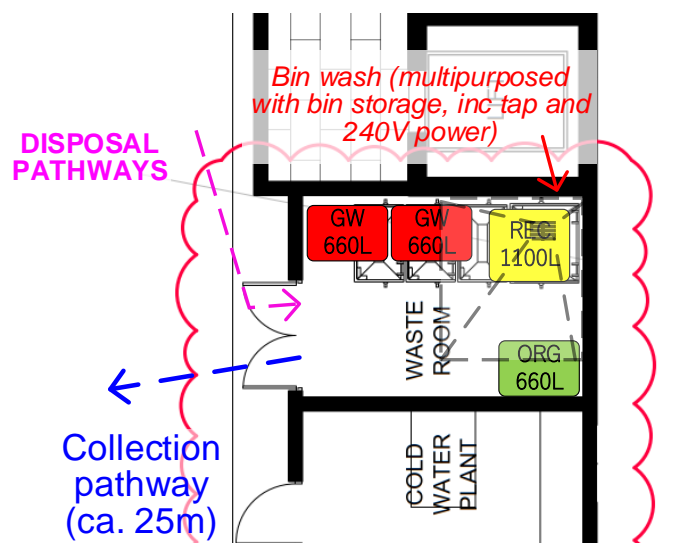 Bin wash (multipurposed
with bin storage, inc tap and
240V power)
DISPOSAL
PATHWAYS
GW
660L
GW
660L
REC
1100L
WASTE
ROOM
ORG
660L
Collection
pathway
(ca. 25m)
COLD
WATER
PLANT